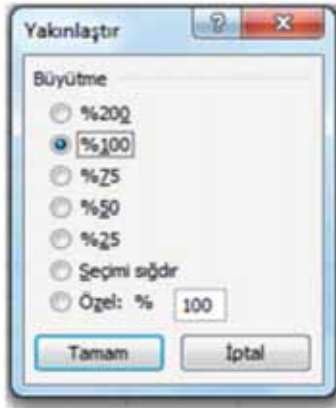 Yakınlaştır
Büyütme
%200
%100
%75
%50
%25
Seçimi sığdır
Özel: % 100
Tamam İptal